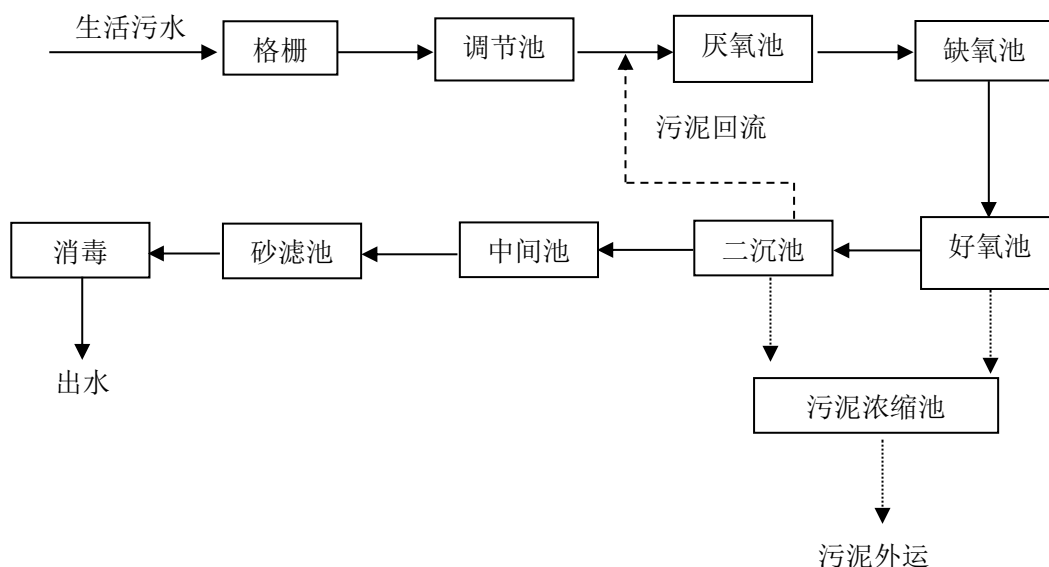 生活污水
格栅
调节池
厌氧池
缺氧池
污泥回流
消毒
砂滤池
中间池
二沉池
好氧池
出水
污泥浓缩池
污泥外运